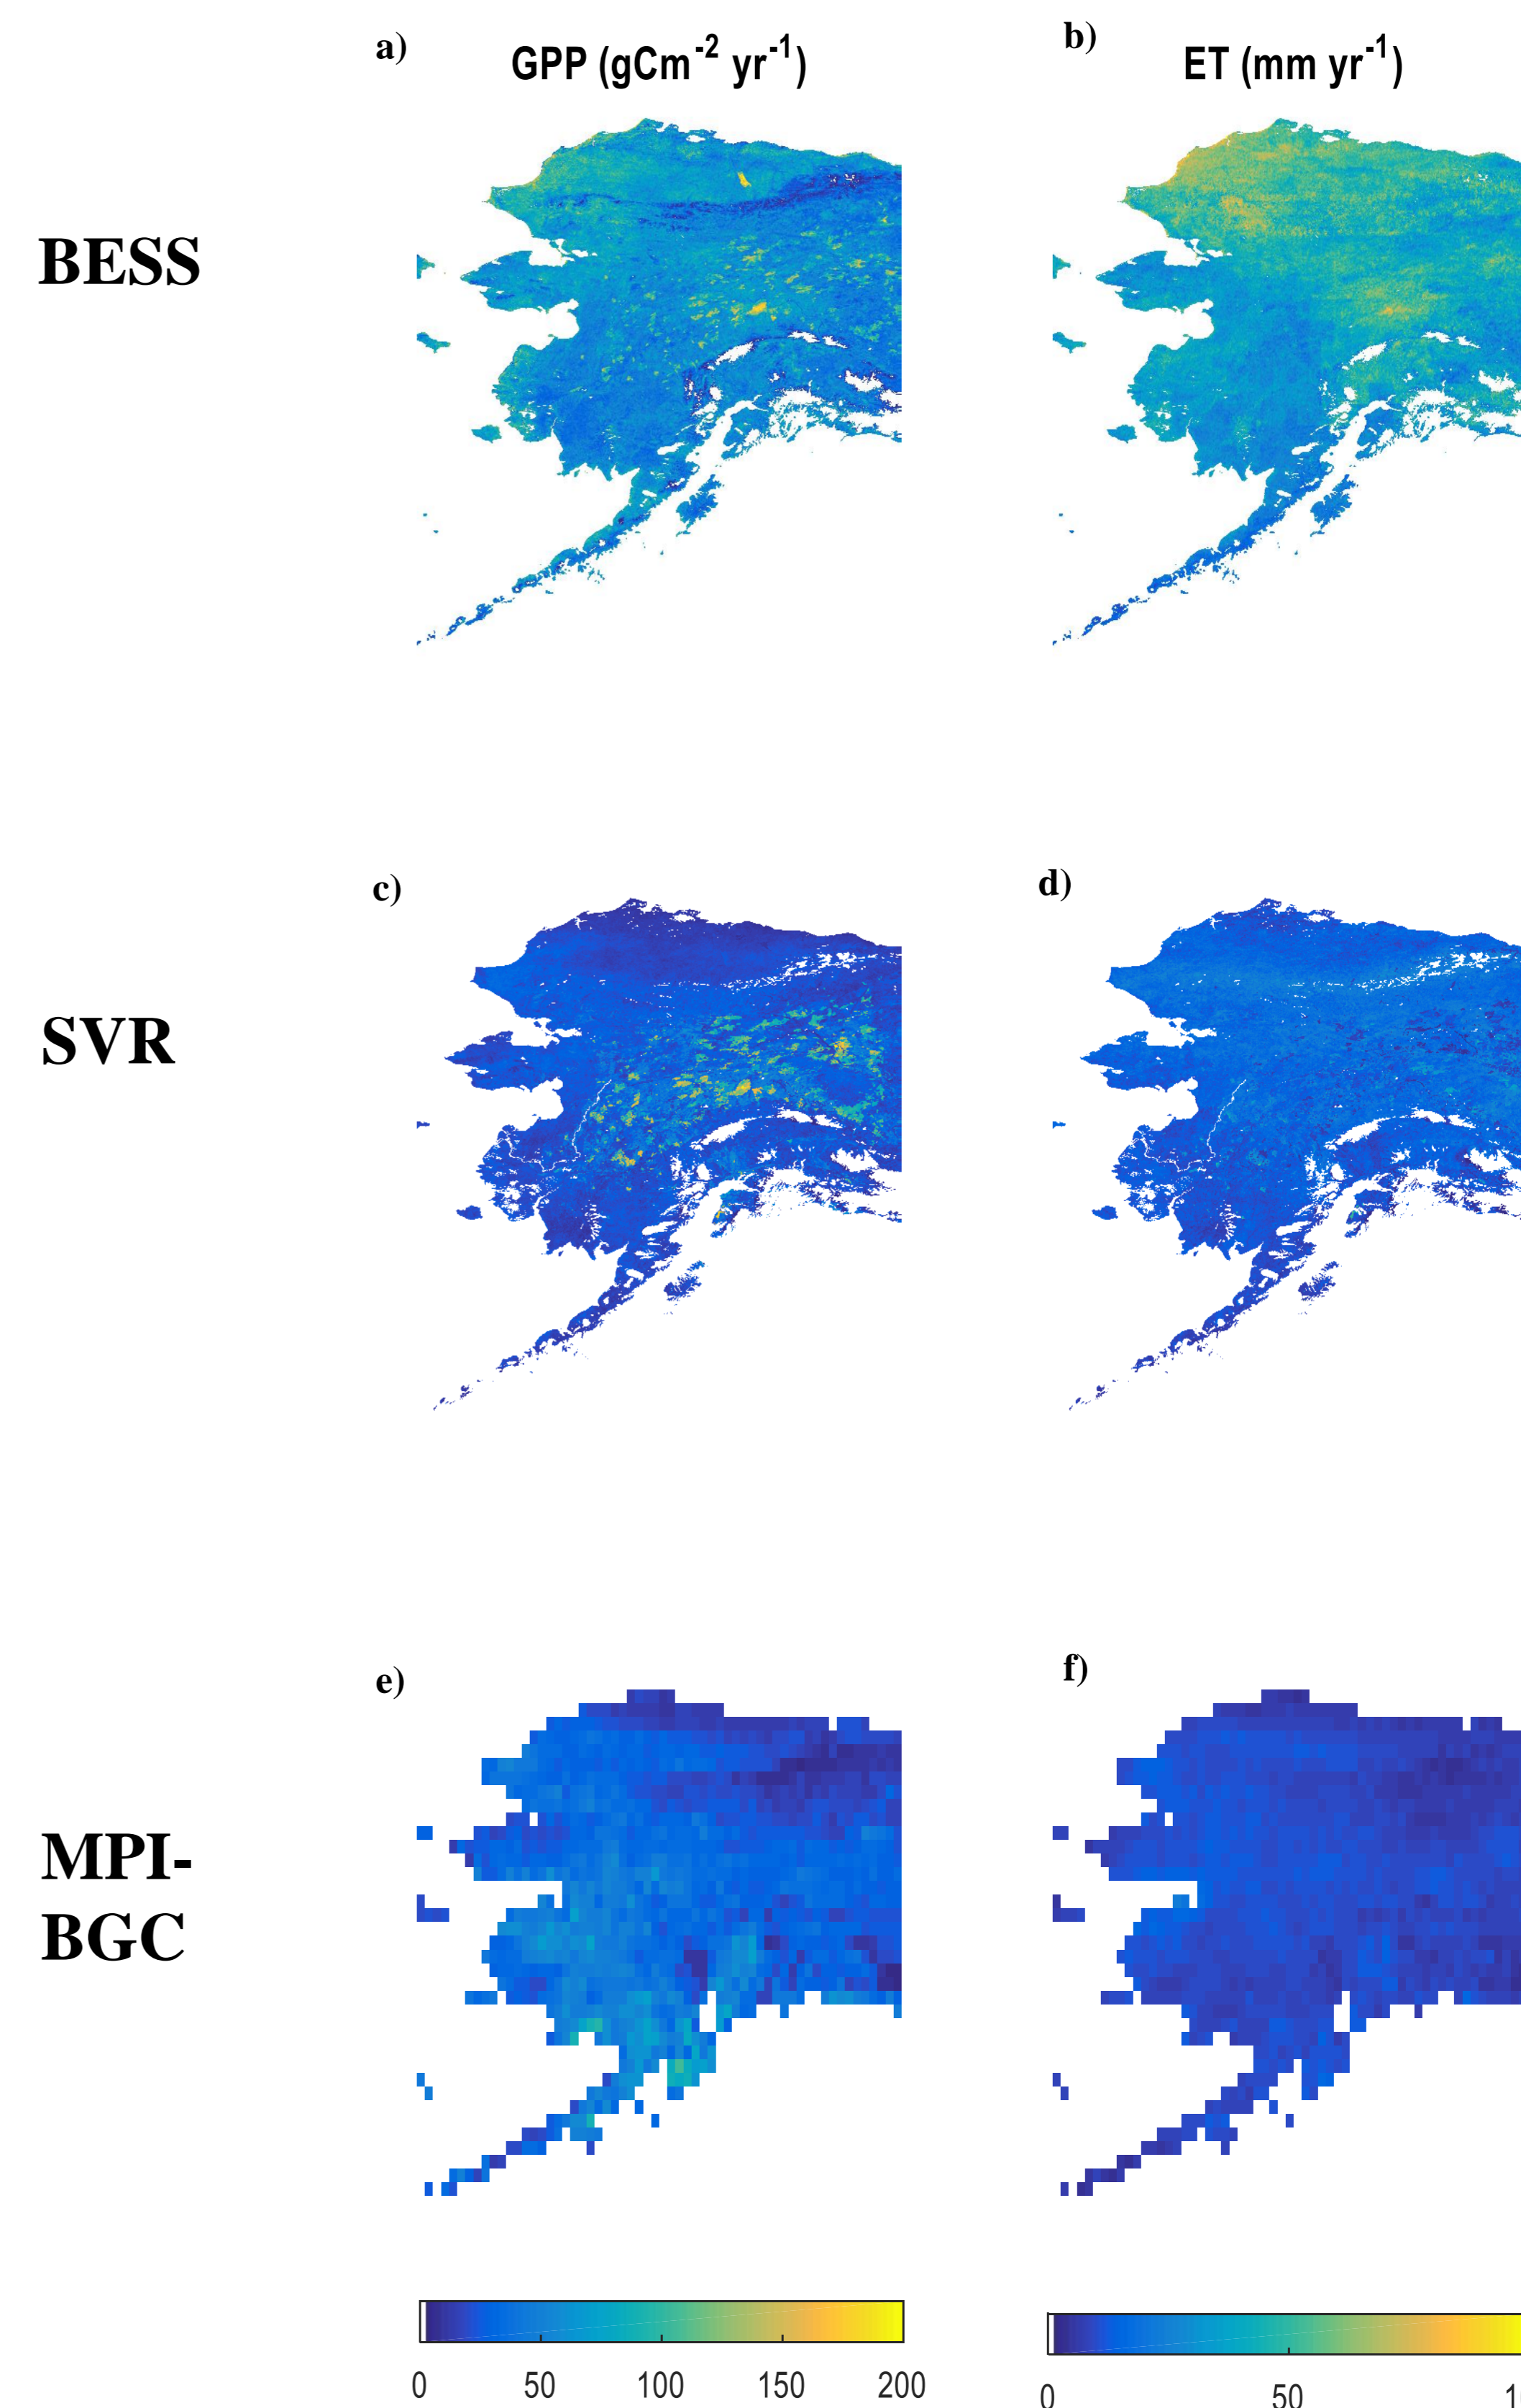 a) GPP (gCm-2 yr-1)
b) ET (mm yr-1)
BESS
c)
d)
SVR
e)
f)
MPI-
BGC
0 50 100 150 200
0 50